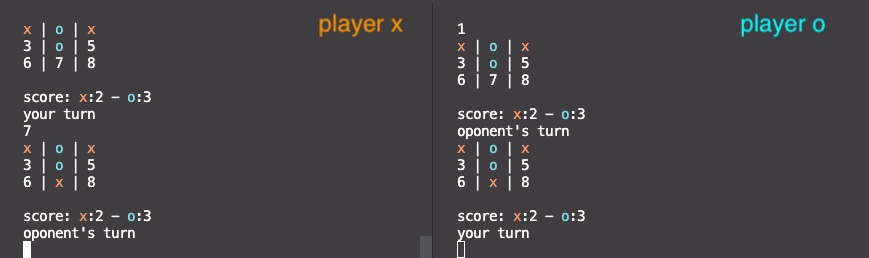 player x
x | o | x
3 | o | 5
6 | 7 | 8
score: x:2 – o:3
your turn
7
x | o | x
3 | o | 5
6 | x | 8
score: x:2 – o:3
oponent's turn
player o
1
x | o | x
3 | o | 5
6 | 7 | 8
score: x:2 – o:3
oponent's turn
x | o | x
3 | o | 5
6 | x | 8
score: x:2 – o:3
your turn